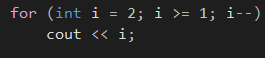 for (int i = 2; i >= 1; i--)
    cout << i;